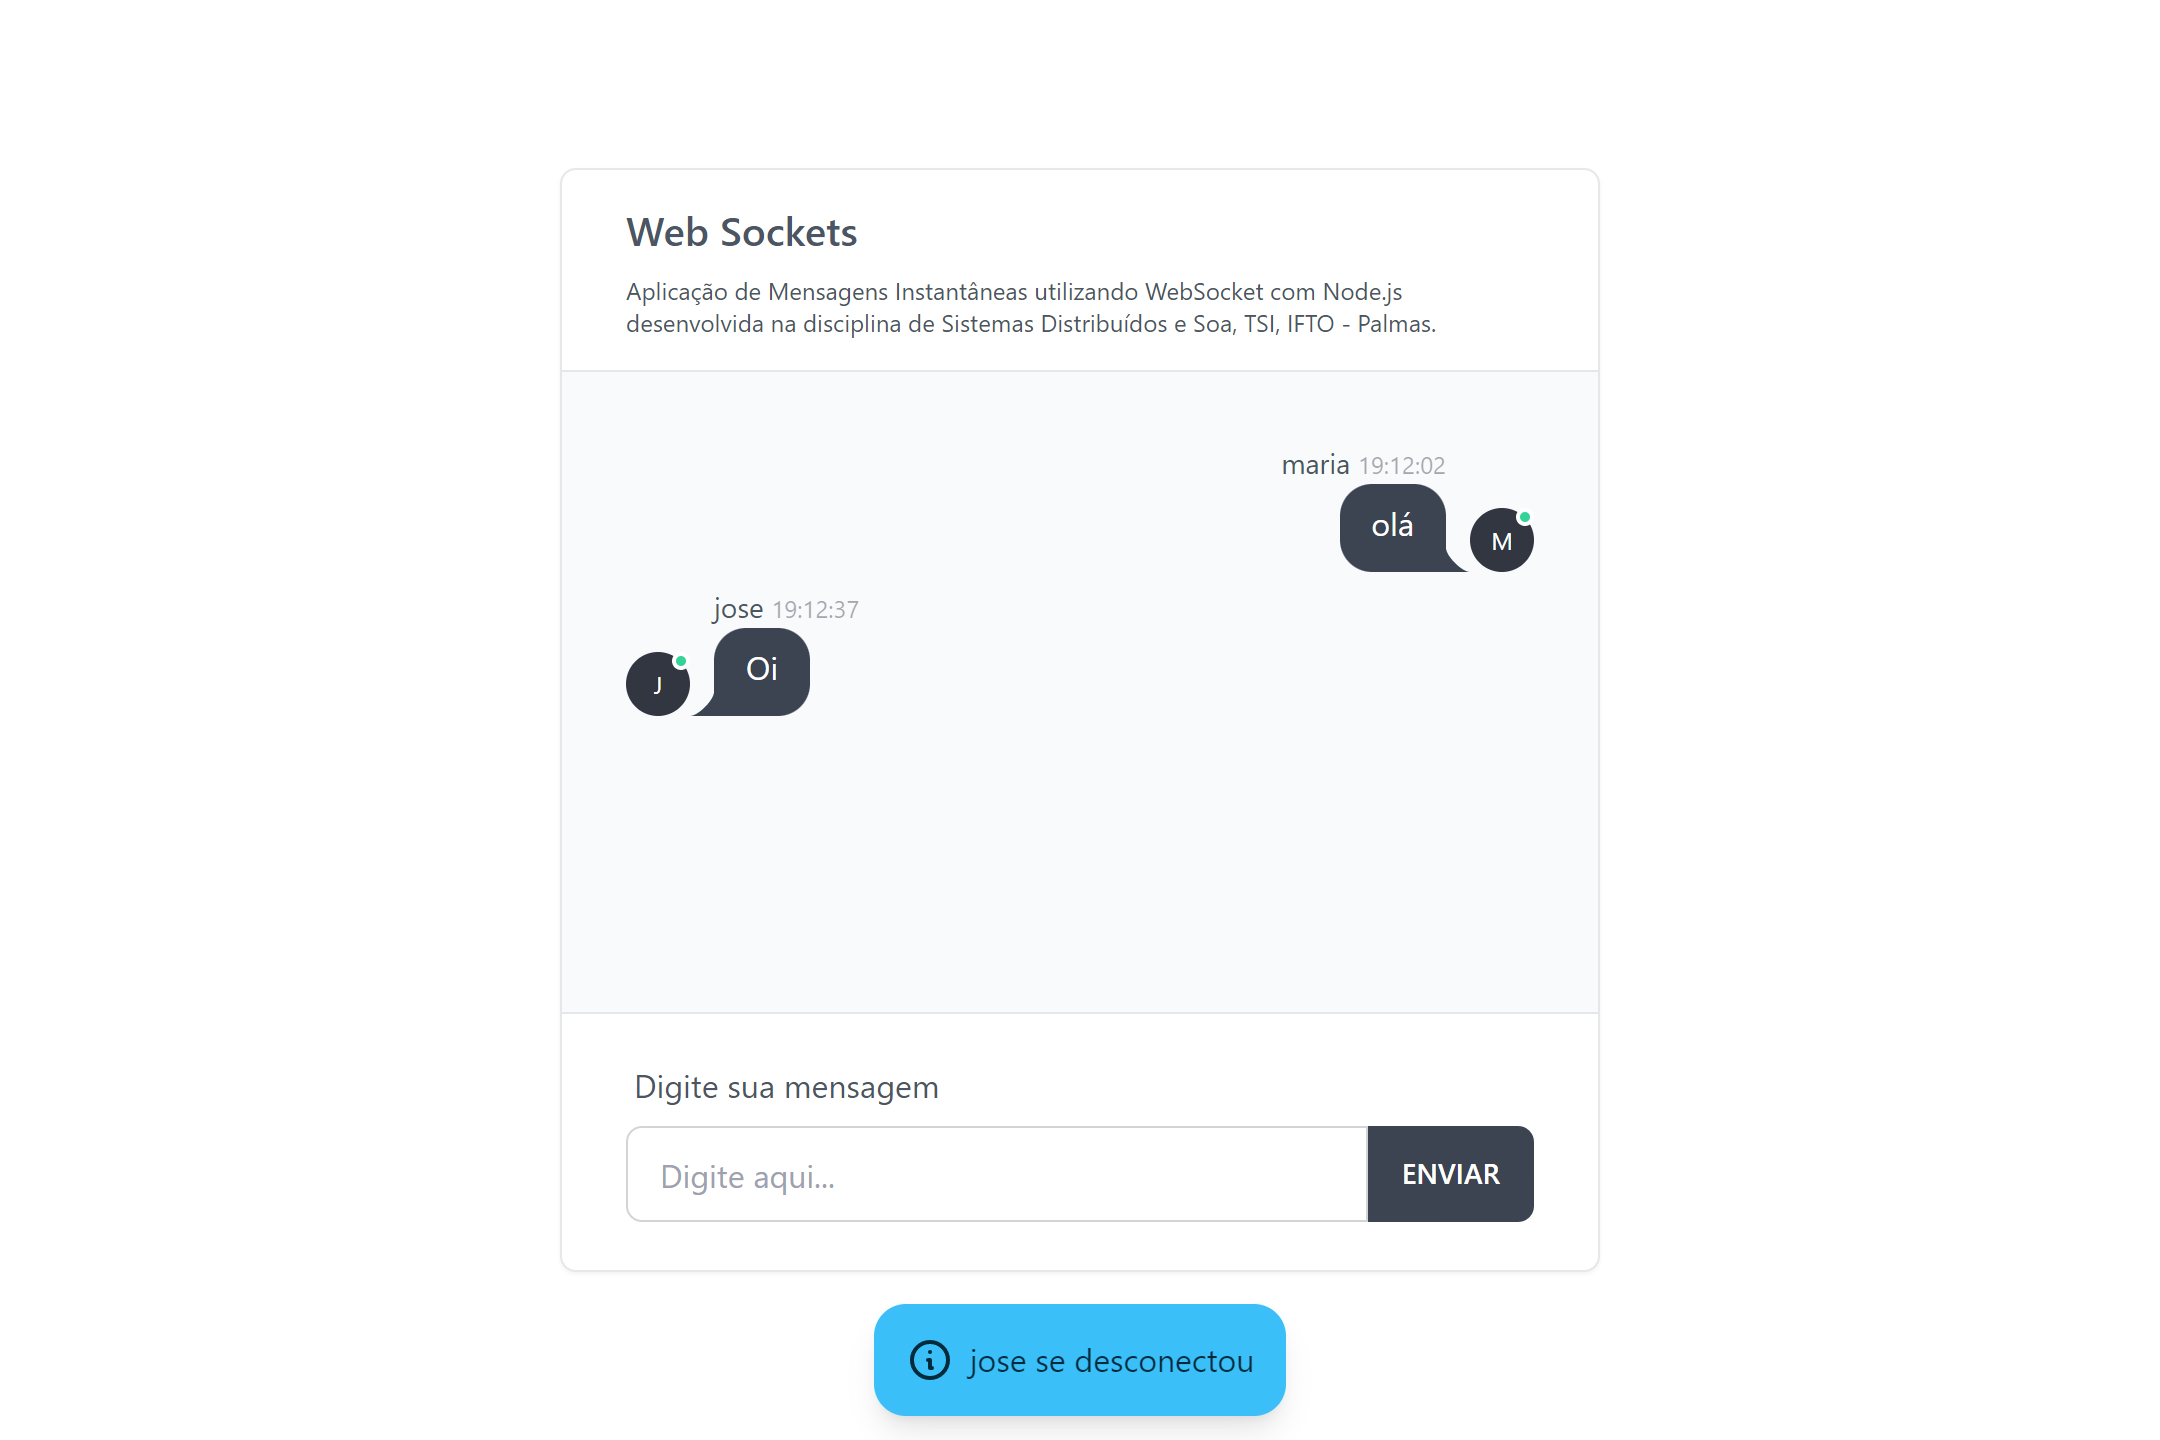 Web Sockets
Aplicação de Mensagens Instantâneas utilizando WebSocket com Node.js
desenvolvida na disciplina de Sistemas Distribuídos e Soa, TSI, IFTO - Palmas.
maria 19:12:02
olá
M
jose 19:12:37
Oi
J
Digite sua mensagem
Digite aqui...
ENVIAR
jose se desconectou